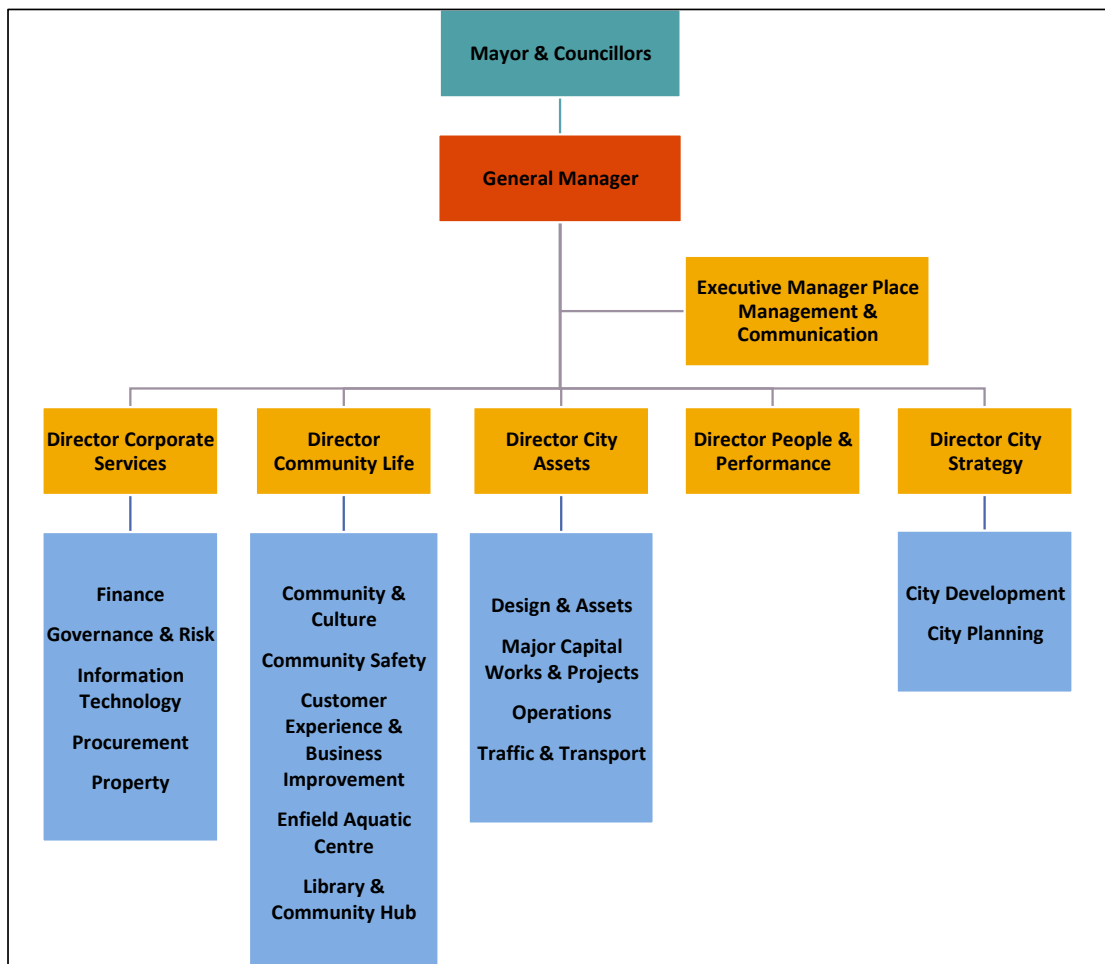 Mayor & Councillors
General Manager
Executive Manager Place
Management &
Communication
Director Corporate
Services
Director
Community Life
Director City
Assets
Director People &
Performance
Director City
Strategy
Finance
Governance & Risk
Information
Technology
Procurement
Property
Community &
Culture
Community Safety
Customer
Experience &
Business
Improvement
Enfield Aquatic
Centre
Library &
Community Hub
Design & Assets
Major Capital
Works & Projects
Operations
Traffic & Transport
City Development
City Planning